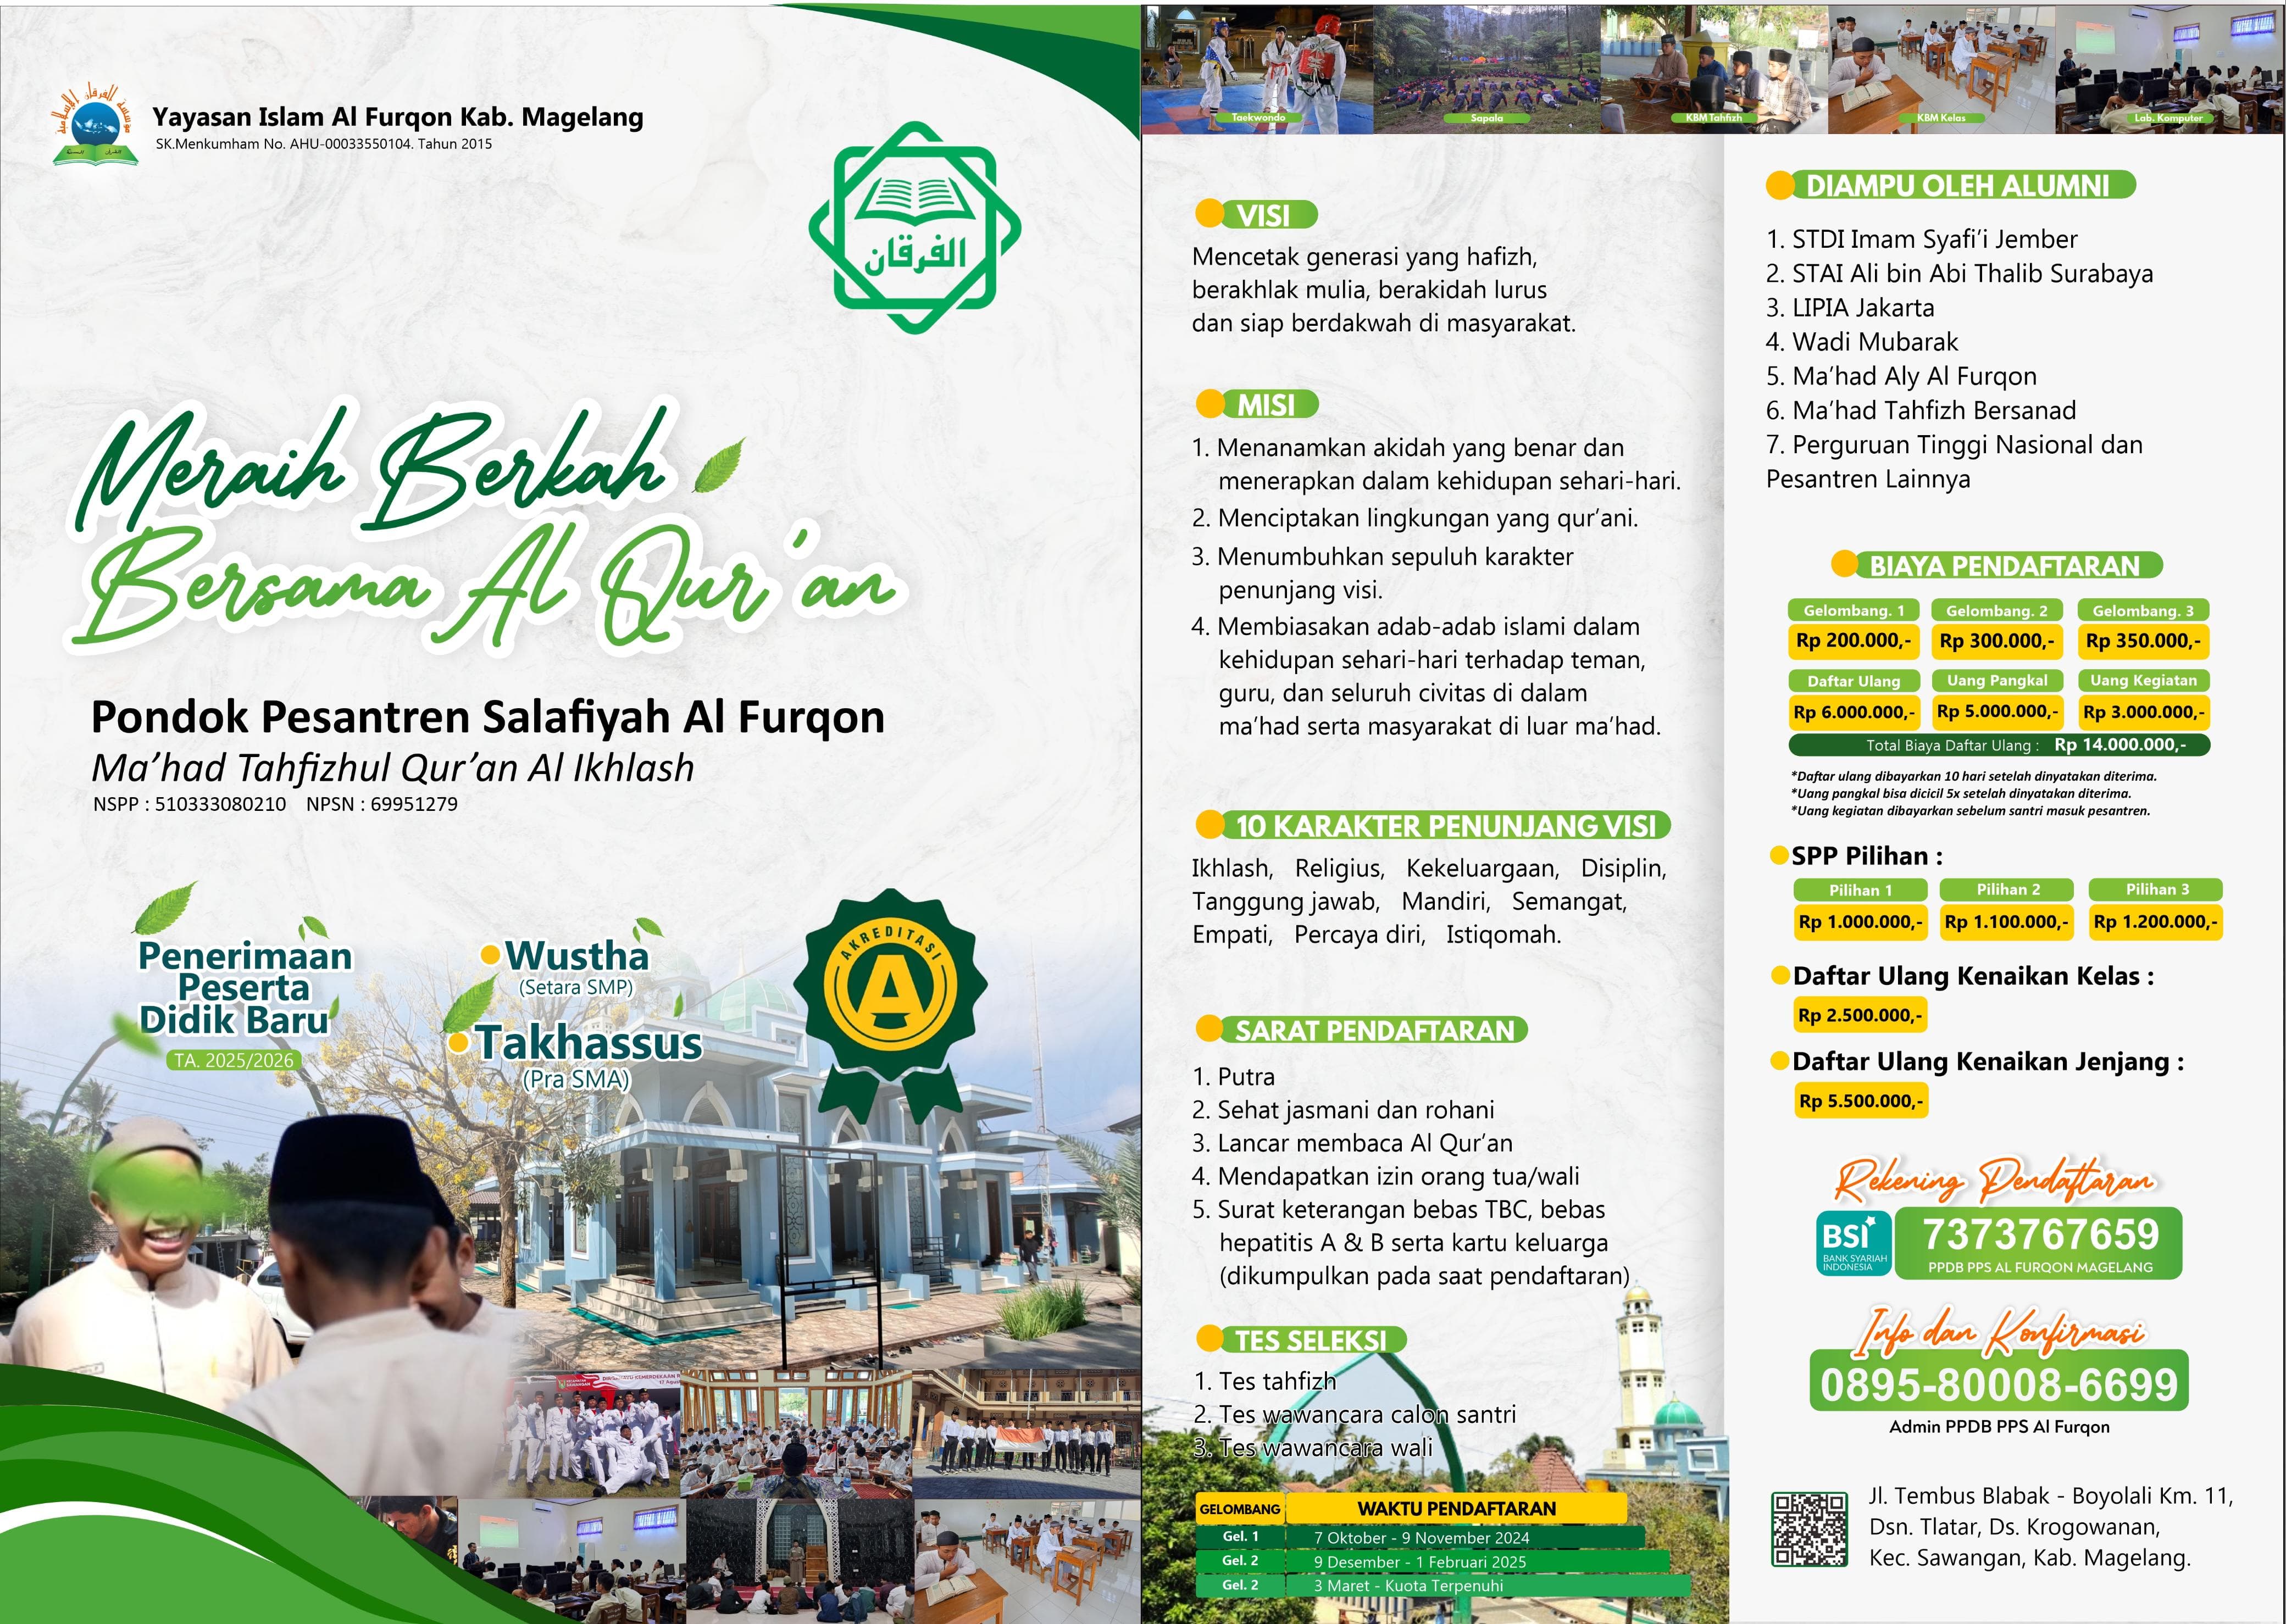 Yayasan Islam Al Furqon Kab. Magelang
SK.Menkumham No. AHU-00033550104. Tahun 2015
الفرقان
Meraih Berkah
Bersama Al Qur'an
Pondok Pesantren Salafiyah Al Furqon
Ma'had Tahfizhul Qur'an Al Ikhlash
NSPP : 510333080210 NPSN : 69951279
Penerimaan
Peserta
Didik Baru
TA. 2025/2026
Wustha
(Setara SMP)
Takhassus
(Pra SMA)
AKREDITASI
A
Taekwondo
Sapala
KBM Tahfizh
KBM Kelas
Lab. Komputer
VISI
Mencetak generasi yang hafizh,
berakhlak mulia, berakidah lurus
dan siap berdakwah di masyarakat.
MISI
1. Menanamkan akidah yang benar dan
menerapkan dalam kehidupan sehari-hari.
2. Menciptakan lingkungan yang qur'ani.
3. Menumbuhkan sepuluh karakter
penunjang visi.
4. Membiasakan adab-adab islami dalam
kehidupan sehari-hari terhadap teman,
guru, dan seluruh civitas di dalam
ma'had serta masyarakat di luar ma'had.
10 KARAKTER PENUNJANG VISI
Ikhlash, Religius, Kekeluargaan, Disiplin,
Tanggung jawab, Mandiri, Semangat,
Empati, Percaya diri, Istiqomah.
SARAT PENDAFTARAN
1. Putra
2. Sehat jasmani dan rohani
3. Lancar membaca Al Qur'an
4. Mendapatkan izin orang tua/wali
5. Surat keterangan bebas TBC, bebas
hepatitis A & B serta kartu keluarga
(dikumpulkan pada saat pendaftaran)
TES SELEKSI
1. Tes tahfizh
2. Tes wawancara calon santri
3. Tes wawancara wali
GELOMBANG WAKTU PENDAFTARAN
Gel. 1 7 Oktober - 9 November 2024
Gel. 2 9 Desember - 1 Februari 2025
Gel. 2 3 Maret - Kuota Terpenuhi
DIAMPU OLEH ALUMNI
1. STDI Imam Syafi'i Jember
2. STAI Ali bin Abi Thalib Surabaya
3. LIPIA Jakarta
4. Wadi Mubarak
5. Ma'had Aly Al Furqon
6. Ma'had Tahfizh Bersanad
7. Perguruan Tinggi Nasional dan
Pesantren Lainnya
BIAYA PENDAFTARAN
Gelombang. 1 Gelombang. 2 Gelombang. 3
Rp 200.000,- Rp 300.000,- Rp 350.000,-
Daftar Ulang Uang Pangkal Uang Kegiatan
Rp 6.000.000,- Rp 5.000.000,- Rp 3.000.000,-
Total Biaya Daftar Ulang : Rp 14.000.000,-
*Daftar ulang dibayarkan 10 hari setelah dinyatakan diterima.
*Uang pangkal bisa dicicil 5x setelah dinyatakan diterima.
*Uang kegiatan dibayarkan sebelum santri masuk pesantren.
SPP Pilihan :
Pilihan 1 Pilihan 2 Pilihan 3
Rp 1.000.000,- Rp 1.100.000,- Rp 1.200.000,-
Daftar Ulang Kenaikan Kelas :
Rp 2.500.000,-
Daftar Ulang Kenaikan Jenjang :
Rp 5.500.000,-
Rekening Pendaftaran
BSI
BANK SYARIAH
INDONESIA
7373767659
PPDB PPS AL FURQON MAGELANG
Info dan Konfirmasi
0895-80008-6699
Admin PPDB PPS Al Furqon
Jl. Tembus Blabak - Boyolali Km. 11,
Dsn. Tlatar, Ds. Krogowanan,
Kec. Sawangan, Kab. Magelang.